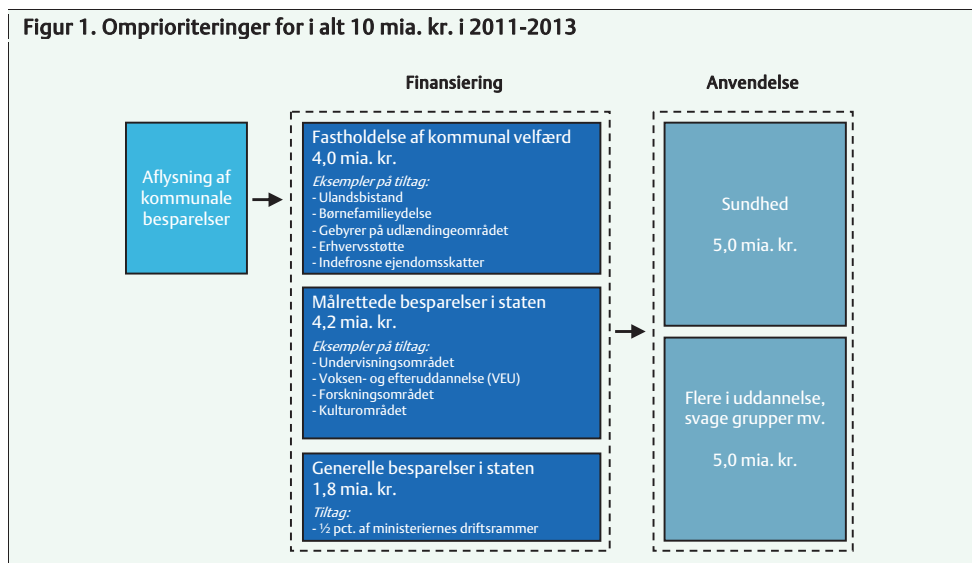 Figur 1. Omprioriteringer for i alt 10 mia. kr. i 2011-2013
Finansiering
Anvendelse
Aflysning af
kommunale
besparelser
Fastholdelse af kommunal velfærd
4,0 mia. kr.
Eksempler på tiltag:
- Ulandsbistand
- Børnefamilieydelse
- Gebyrer på udlændingeområdet
- Erhvervsstøtte
- Indefrosne ejendomsskatter
Målrettede besparelser i staten
4,2 mia. kr.
Eksempler på tiltag:
- Undervisningsområdet
- Voksen- og efteruddannelse (VEU)
- Forskningsområdet
- Kulturområdet
Generelle besparelser i staten
1,8 mia. kr.
Tiltag:
- ½ pct. af ministeriernes driftsrammer
Sundhed
5,0 mia. kr.
Flere i uddannelse,
svage grupper mv.
5,0 mia. kr.